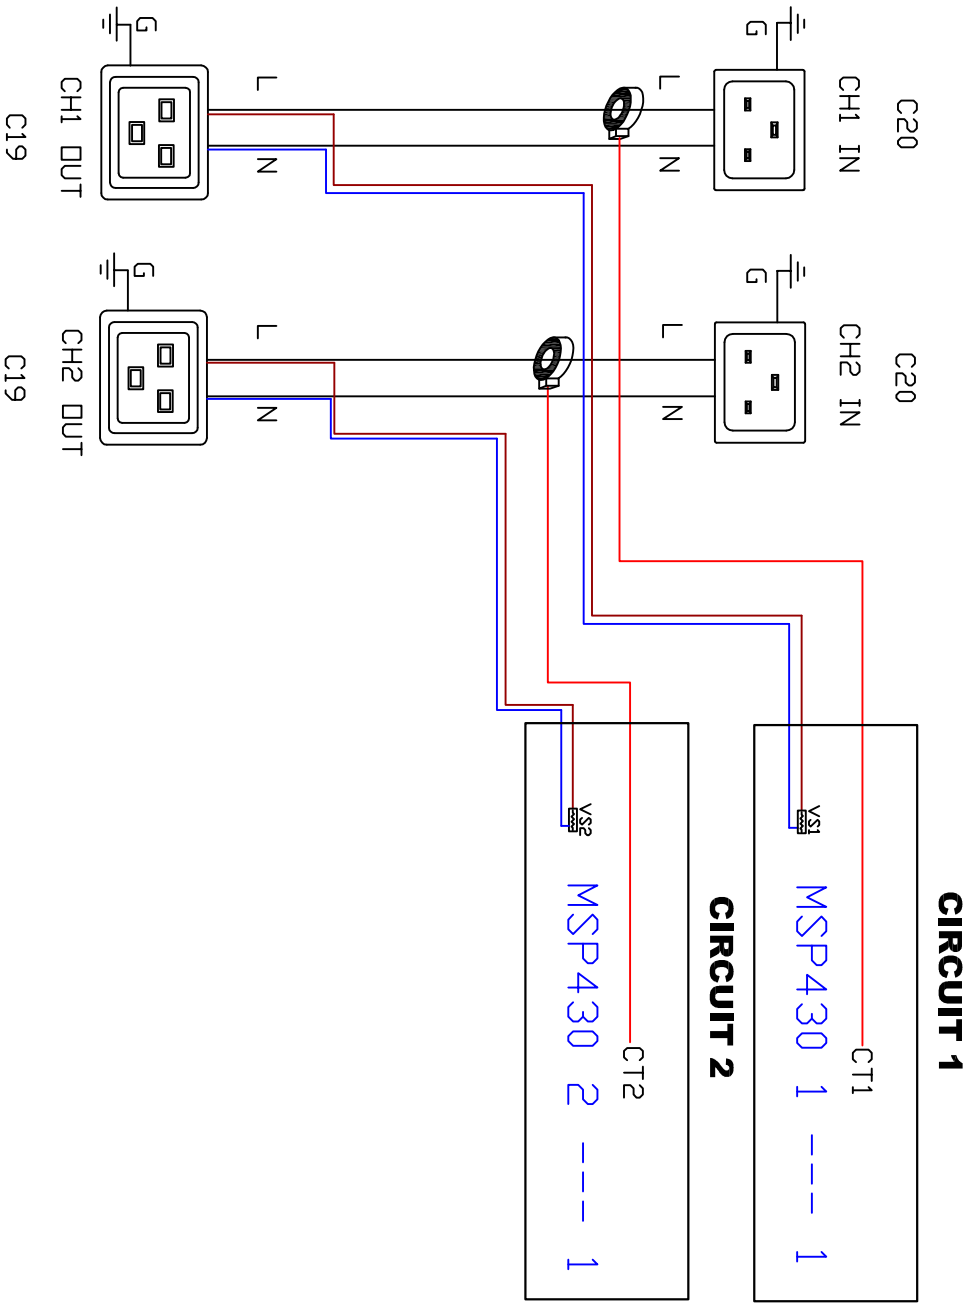 CIRCUIT 1
C20
CH1 IN
G
L
N
L
N
G
CH1 OUT
C19
C20
CH2 IN
G
L
N
L
N
G
CH2 OUT
C19
CT1
VS1
MSP430 1 --- 1
CIRCUIT 2
CT2
VS2
MSP430 2 --- 1